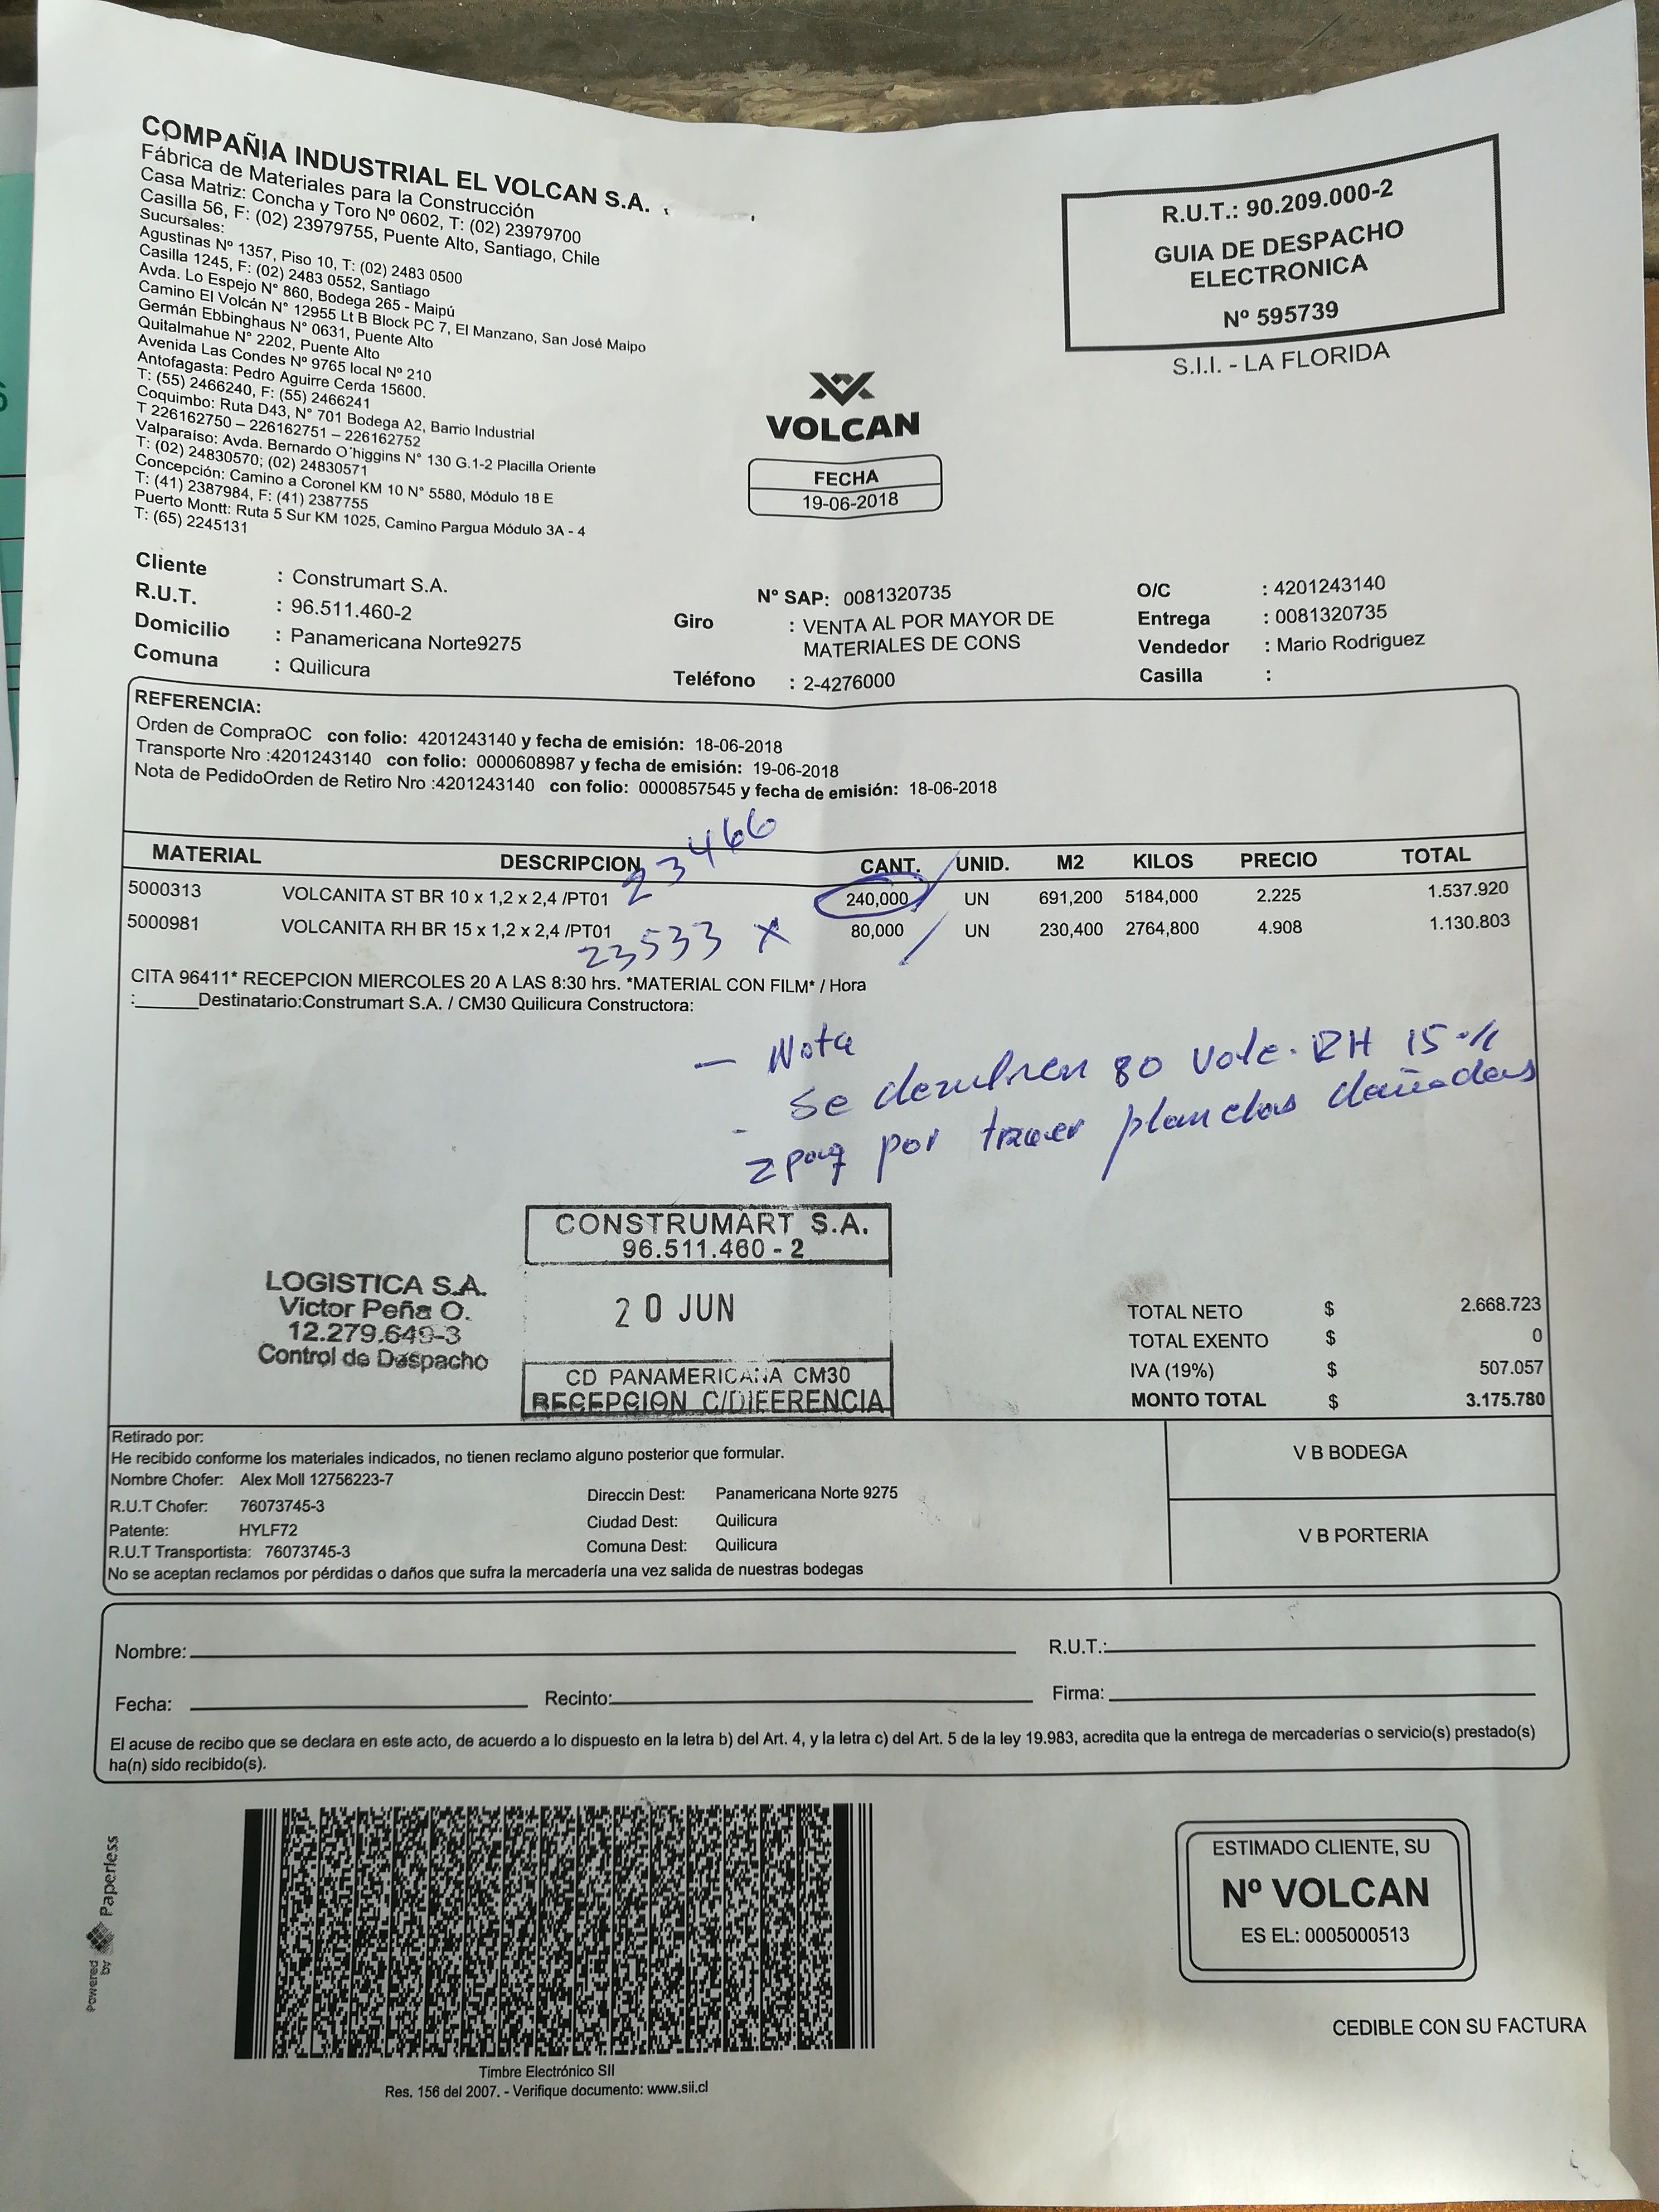 COMPAÑIA INDUSTRIAL EL VOLCAN S.A.
Fábrica de Materiales para la Construcción
Casa Matriz: Concha y Toro Nº 0602, T: (02) 23979700
Casilla 56, F: (02) 23979755, Puente Alto, Santiago, Chile
Sucursales:
Agustinas Nº 1357, Piso 10, T: (02) 2483 0500
Casilla 1245, F: (02) 2483 0552, Santiago
Avda. Lo Espejo N° 860, Bodega 265 - Maipú
Camino El Volcán N° 12955 Lt B Block PC 7, El Manzano, San José Maipo
Germán Ebbinghaus N° 0631, Puente Alto
Quitalmahue N° 2202, Puente Alto
Avenida Las Condes Nº 9765 local Nº 210
Antofagasta: Pedro Aguirre Cerda 15600.
T: (55) 2466240, F: (55) 2466241
Coquimbo: Ruta D43, N° 701 Bodega A2, Barrio Industrial
T 226162750 – 226162751 – 226162752
Valparaíso: Avda. Bernardo O´higgins N° 130 G.1-2 Placilla Oriente
T: (02) 24830570; (02) 24830571
Concepción: Camino a Coronel KM 10 N° 5580, Módulo 18 E
T: (41) 2387984, F: (41) 2387755
Puerto Montt: Ruta 5 Sur KM 1025, Camino Pargua Módulo 3A - 4
T: (65) 2245131
R.U.T.: 90.209.000-2
GUIA DE DESPACHO
ELECTRONICA
Nº 595739
S.I.I. - LA FLORIDA
VOLCAN
FECHA
19-06-2018
Cliente : Construmart S.A.
R.U.T. : 96.511.460-2
Domicilio : Panamericana Norte9275
Comuna : Quilicura
Nº SAP: 0081320735
Giro : VENTA AL POR MAYOR DE
MATERIALES DE CONS
Teléfono : 2-4276000
O/C : 4201243140
Entrega : 0081320735
Vendedor : Mario Rodriguez
Casilla :
REFERENCIA:
Orden de CompraOC con folio: 4201243140 y fecha de emisión: 18-06-2018
Transporte Nro :4201243140 con folio: 0000608987 y fecha de emisión: 19-06-2018
Nota de PedidoOrden de Retiro Nro :4201243140 con folio: 0000857545 y fecha de emisión: 18-06-2018
23466
MATERIAL DESCRIPCION CANT. UNID. M2 KILOS PRECIO TOTAL
5000313 VOLCANITA ST BR 10 x 1,2 x 2,4 /PT01 240,000 UN 691,200 5184,000 2.225 1.537.920
5000981 VOLCANITA RH BR 15 x 1,2 x 2,4 /PT01 80,000 UN 230,400 2764,800 4.908 1.130.803
23533 X
CITA 96411* RECEPCION MIERCOLES 20 A LAS 8:30 hrs. *MATERIAL CON FILM* / Hora
:______Destinatario:Construmart S.A. / CM30 Quilicura Constructora:
- Nota
Se 80 Volc. RH 15
- 2 por traer planchas dañadas
CONSTRUMART S.A.
96.511.460 - 2
20 JUN
CD PANAMERICANA CM30
RECEPCION C/DIFERENCIA
LOGISTICA S.A.
Victor Peña O.
12.279.649-3
Control de Despacho
TOTAL NETO $ 2.668.723
TOTAL EXENTO $ 0
IVA (19%) $ 507.057
MONTO TOTAL $ 3.175.780
Retirado por:
He recibido conforme los materiales indicados, no tienen reclamo alguno posterior que formular.
Nombre Chofer: Alex Moll 12756223-7
R.U.T Chofer: 76073745-3
Patente: HYLF72
R.U.T Transportista: 76073745-3
Direccin Dest: Panamericana Norte 9275
Ciudad Dest: Quilicura
Comuna Dest: Quilicura
No se aceptan reclamos por pérdidas o daños que sufra la mercadería una vez salida de nuestras bodegas
V B BODEGA
V B PORTERIA
Nombre: R.U.T.:
Fecha: Recinto: Firma:
El acuse de recibo que se declara en este acto, de acuerdo a lo dispuesto en la letra b) del Art. 4, y la letra c) del Art. 5 de la ley 19.983, acredita que la entrega de mercaderías o servicio(s) prestado(s)
ha(n) sido recibido(s).
Powered by Paperless
Timbre Electrónico SII
Res. 156 del 2007. - Verifique documento: www.sii.cl
ESTIMADO CLIENTE, SU
Nº VOLCAN
ES EL: 0005000513
CEDIBLE CON SU FACTURA